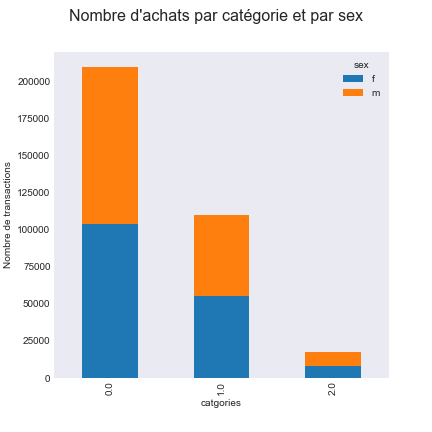 Nombre d'achats par catégorie et par sex
sex
f
m
200000
175000
150000
125000
100000
75000
50000
25000
0
Nombre de transactions
0.0
1.0
2.0
catgories